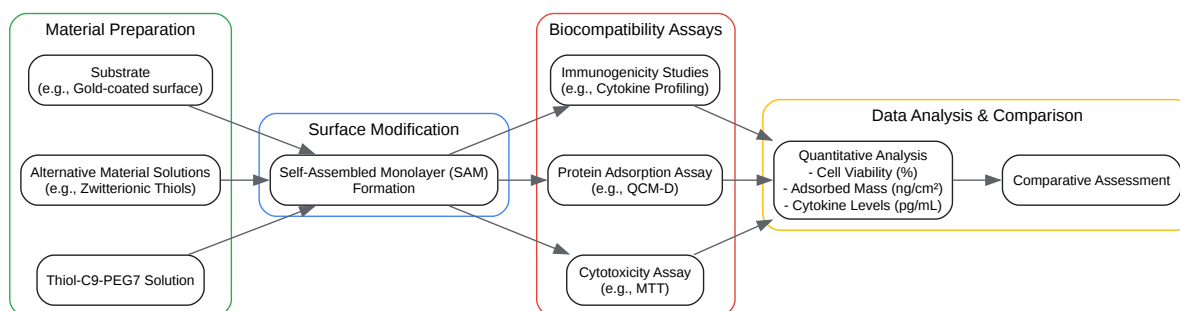 Material Preparation
Substrate
(e.g., Gold-coated surface)
Alternative Material Solutions
(e.g., Zwitterionic Thiols)
Thiol-C9-PEG7 Solution
Surface Modification
Self-Assembled Monolayer (SAM)
Formation
Biocompatibility Assays
Immunogenicity Studies
(e.g., Cytokine Profiling)
Protein Adsorption Assay
(e.g., QCM-D)
Cytotoxicity Assay
(e.g., MTT)
Data Analysis & Comparison
Quantitative Analysis
- Cell Viability (%)
- Adsorbed Mass (ng/cm²)
- Cytokine Levels (pg/mL)
Comparative Assessment